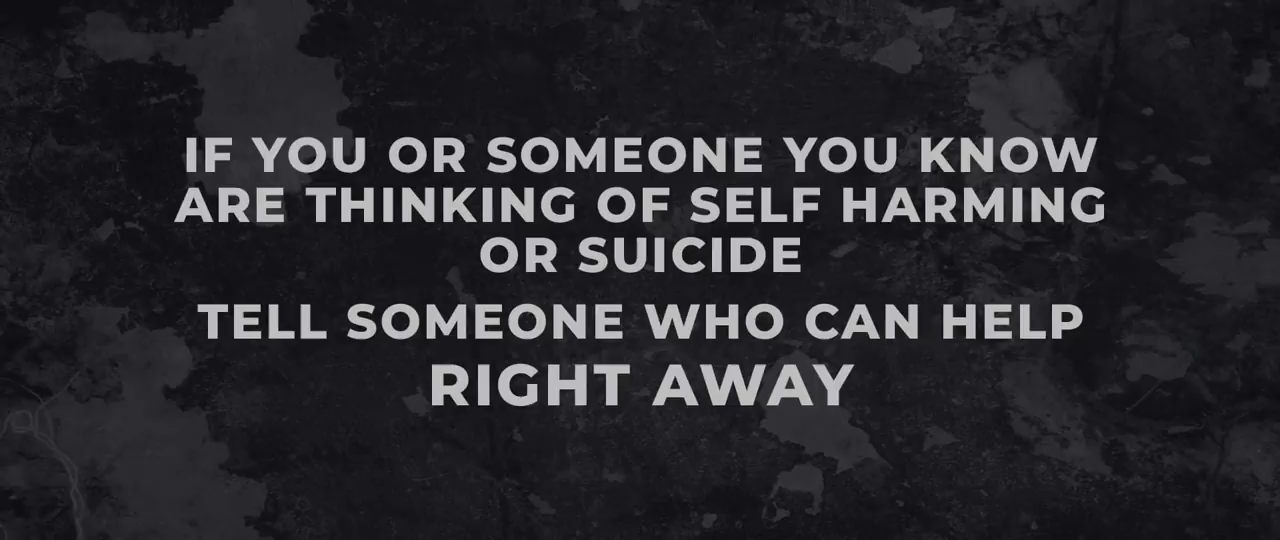 IF YOU OR SOMEONE YOU KNOW
ARE THINKING OF SELF HARMING
OR SUICIDE
TELL SOMEONE WHO CAN HELP
RIGHT AWAY